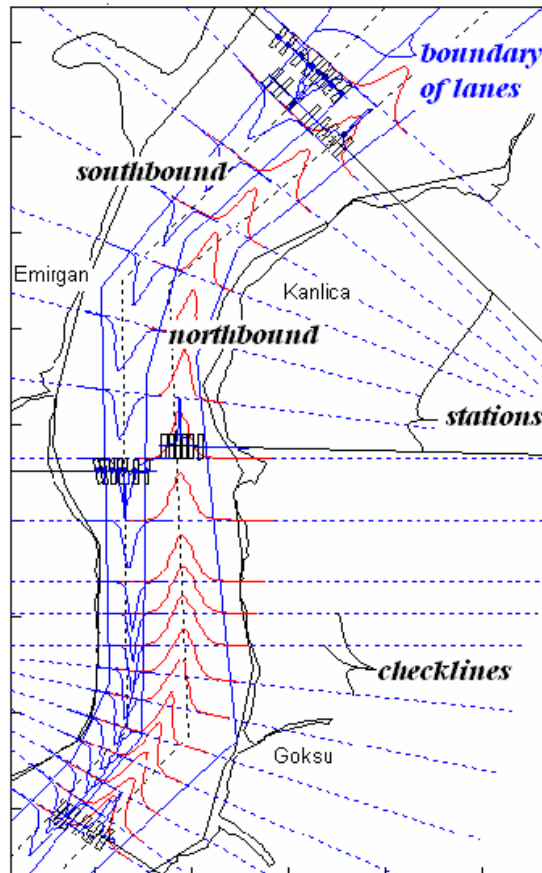 boundary
of lanes
southbound
Emirgan
Kanlica
northbound
stations
checklines
Goksu